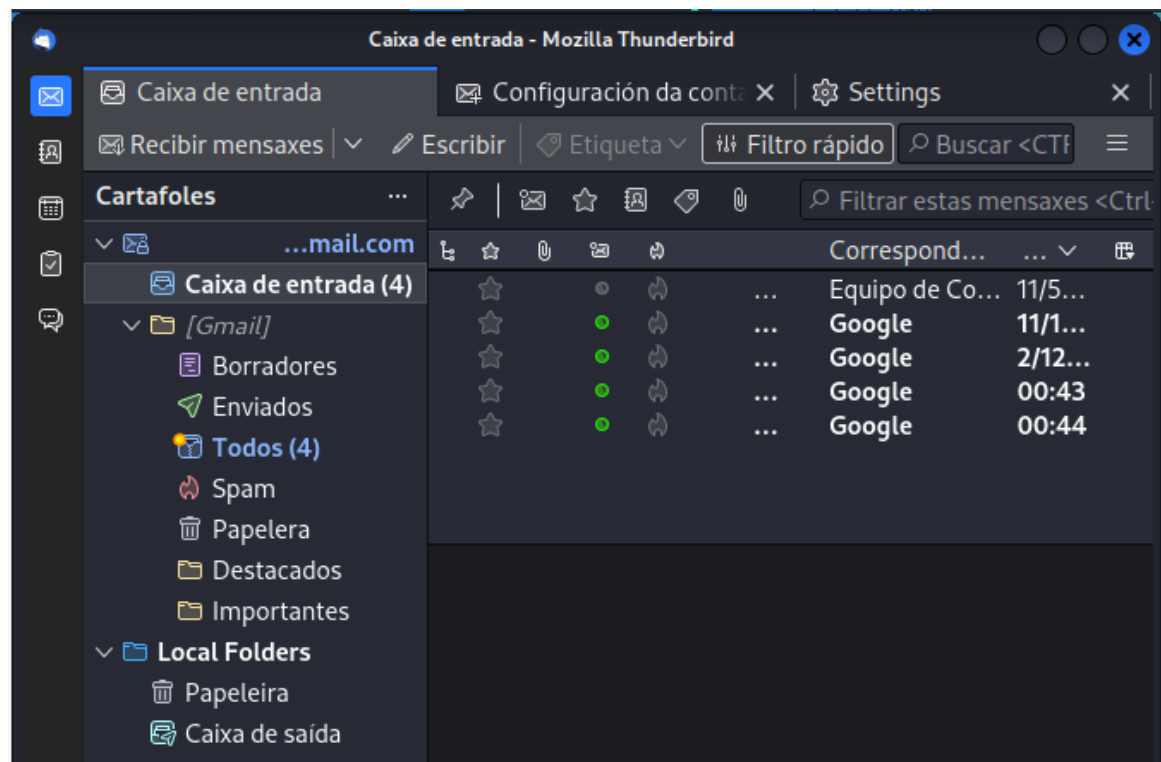 Caixa de entrada - Mozilla Thunderbird
Caixa de entrada Configuración da conta Settings
Recibir mensaxes Escribir Etiqueta Filtro rápido Buscar <CTR
Cartafoles ... Filtrar estas mensaxes <Ctrl-
...mail.com Correspond... ...
Caixa de entrada (4) ... Equipo de Co... 11/5...
[Gmail] ... Google 11/1...
Borradores ... Google 2/12...
Enviados ... Google 00:43
Todos (4) ... Google 00:44
Spam
Papelera
Destacados
Importantes
Local Folders
Papeleira
Caixa de saída